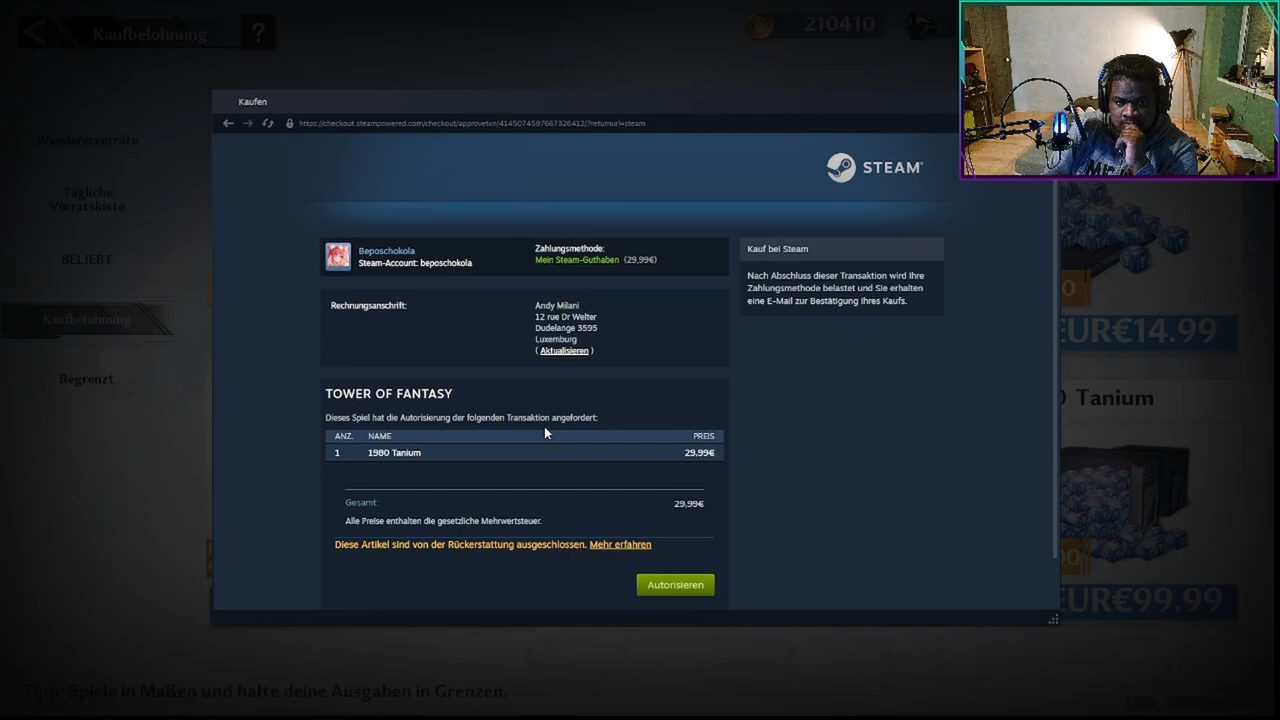 Kaufbelohnung
?
210410
Kaufen
https://checkout.steampowered.com/checkout/approvetxn/4145074597667326412/?returnurl=steam
STEAM
Wanderervorräte
Tägliche
Vorratskiste
BELIEBT
Kaufbelohnung
Begrenzt
Beposchokola
Steam-Account: beposchokola
Zahlungsmethode:
Mein Steam-Guthaben (29,99€)
Rechnungsanschrift:
Andy Milani
12 rue Dr Welter
Dudelange 3595
Luxemburg
( Aktualisieren )
Kauf bei Steam
Nach Abschluss dieser Transaktion wird Ihre
Zahlungsmethode belastet und Sie erhalten
eine E-Mail zur Bestätigung Ihres Kaufs.
TOWER OF FANTASY
Dieses Spiel hat die Autorisierung der folgenden Transaktion angefordert:
ANZ. NAME PREIS
1 1980 Tanium 29,99€
Gesamt: 29,99€
Alle Preise enthalten die gesetzliche Mehrwertsteuer.
Diese Artikel sind von der Rückerstattung ausgeschlossen. Mehr erfahren
Autorisieren
EUR€14.99
Tanium
EUR€99.99
Tipp: Spiele in Maßen und halte deine Ausgaben in Grenzen.